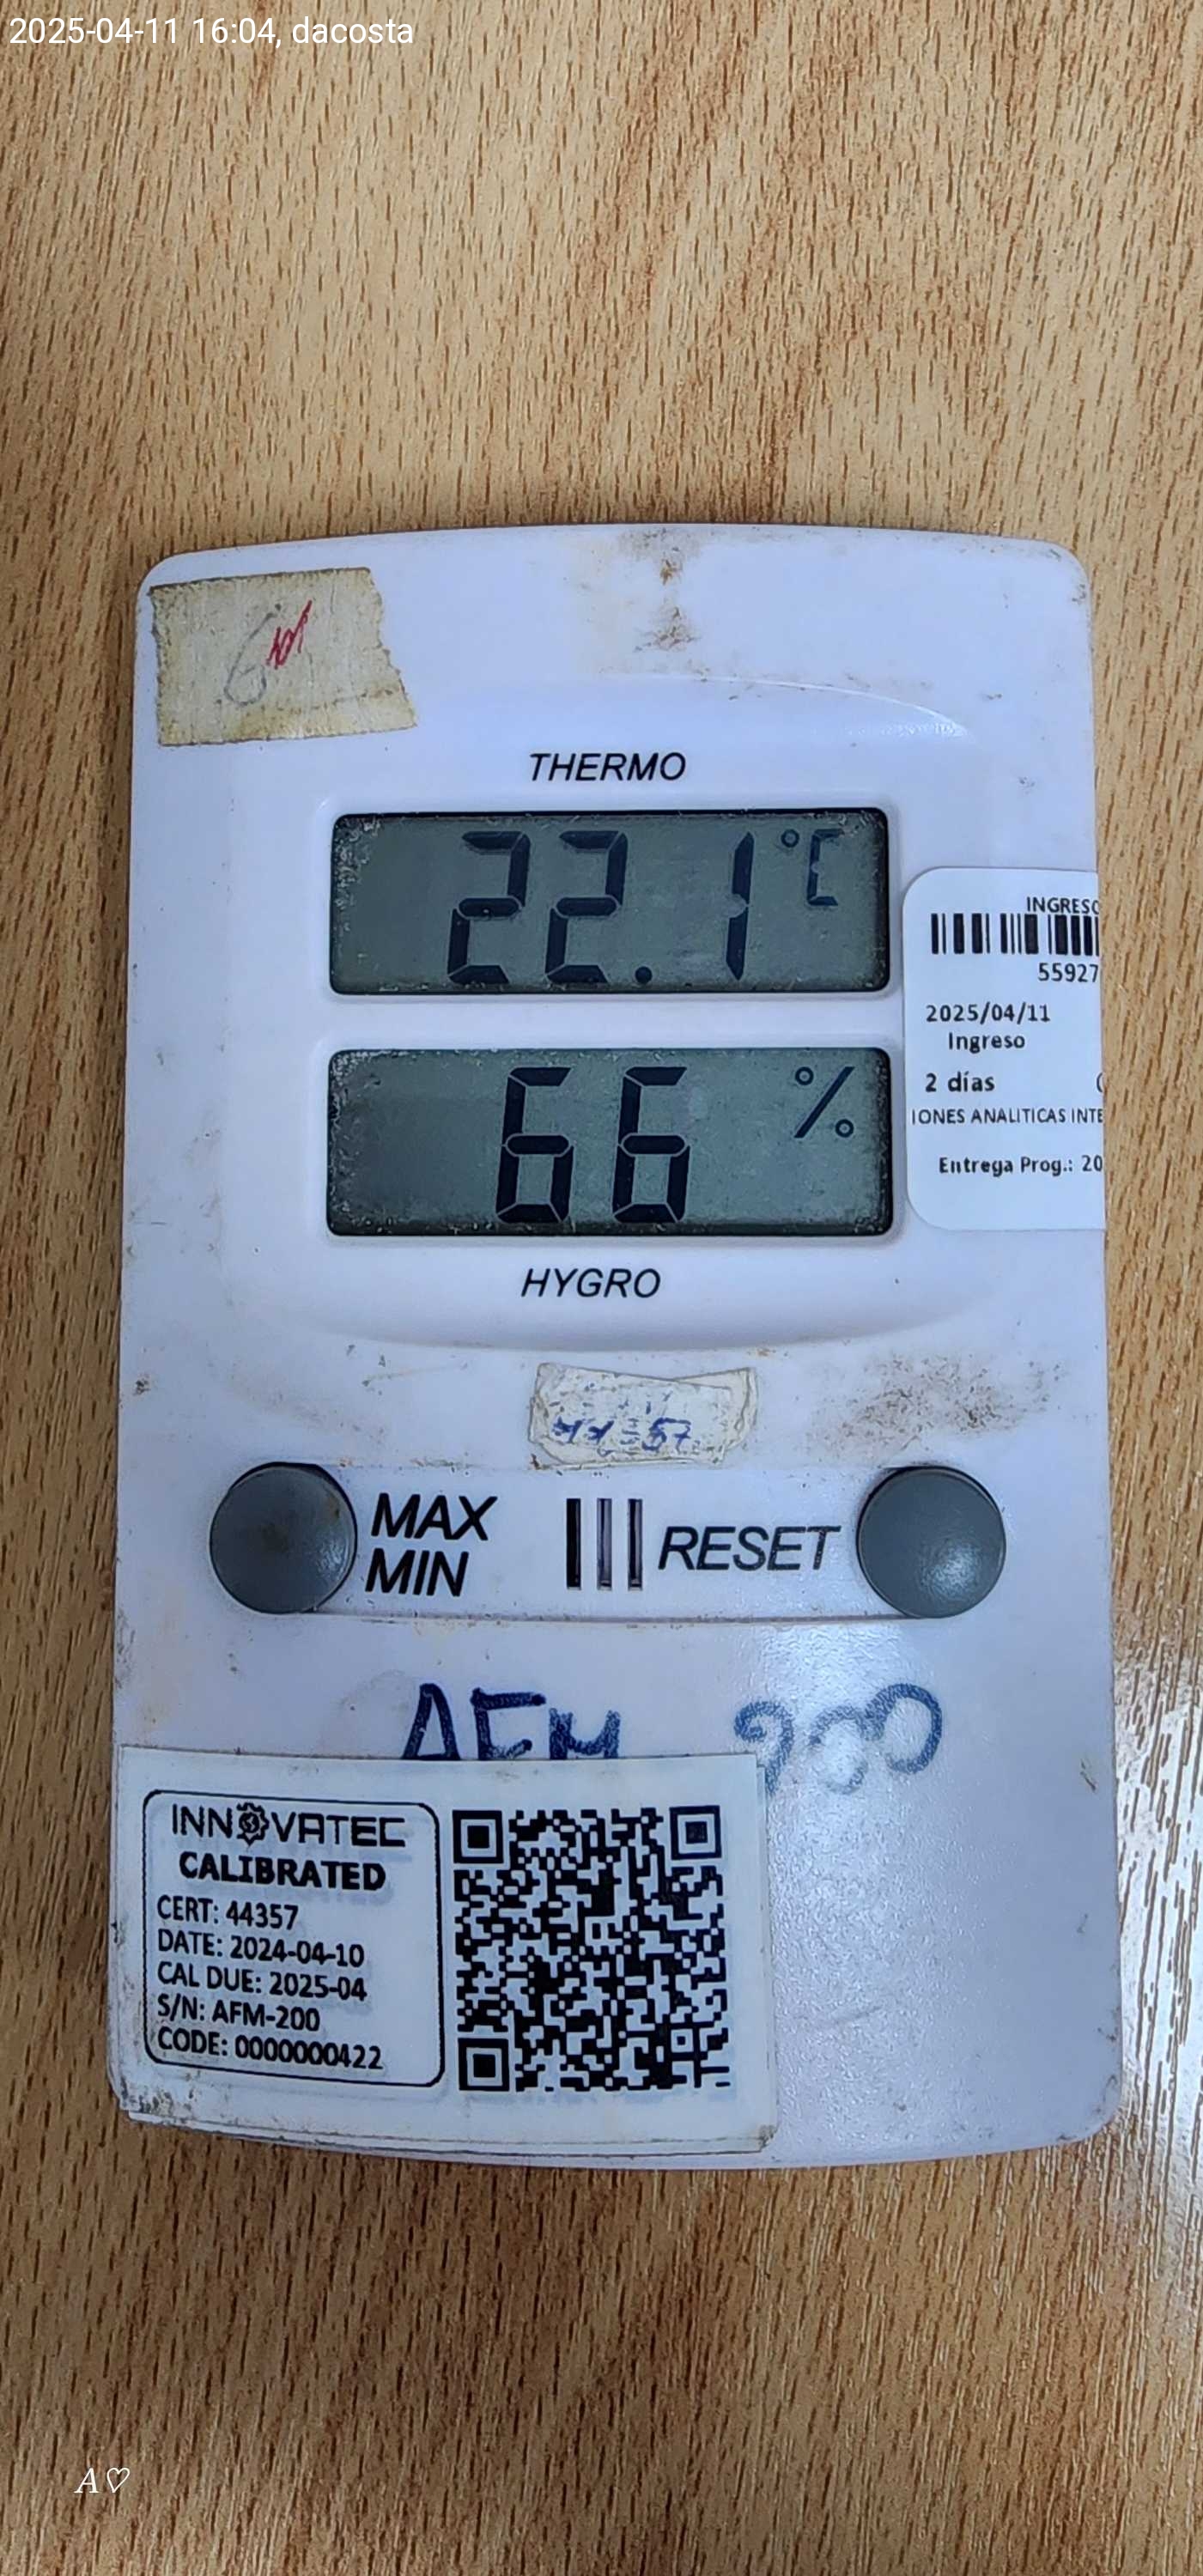 2025-04-11 16:04, dacosta
6
THERMO
22.1 °C
INGRESO
55927
2025/04/11
Ingreso
2 días
IONES ANALITICAS INTE
Entrega Prog.: 20
66 %
HYGRO
57
MAX
MIN
RESET
AFM 200
INNOVATEC
CALIBRATED
CERT: 44357
DATE: 2024-04-10
CAL DUE: 2025-04
S/N: AFM-200
CODE: 0000000422
A♡